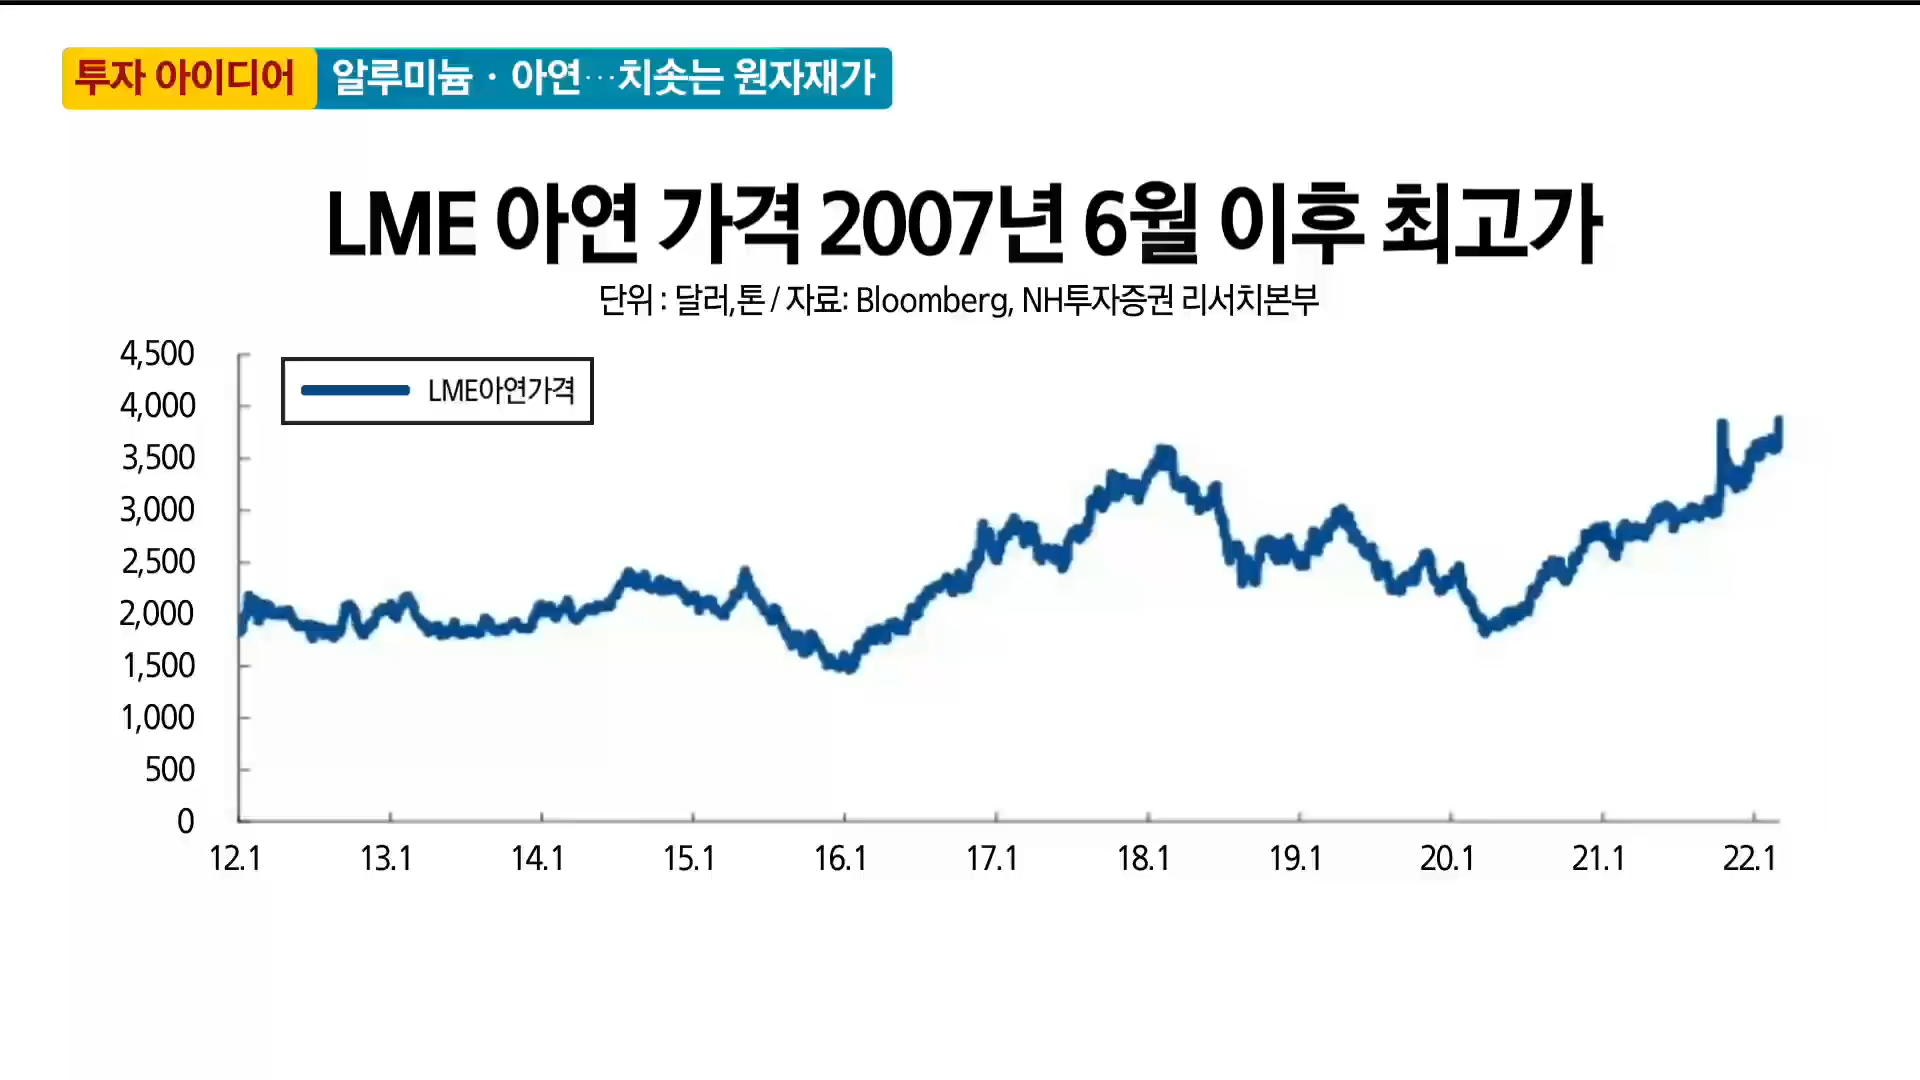 투자 아이디어 알루미늄 · 아연…치솟는 원자재가
LME 아연 가격 2007년 6월 이후 최고가
단위 : 달러,톤 / 자료: Bloomberg, NH투자증권 리서치본부
LME아연가격
4,500
4,000
3,500
3,000
2,500
2,000
1,500
1,000
500
0
12.1 13.1 14.1 15.1 16.1 17.1 18.1 19.1 20.1 21.1 22.1